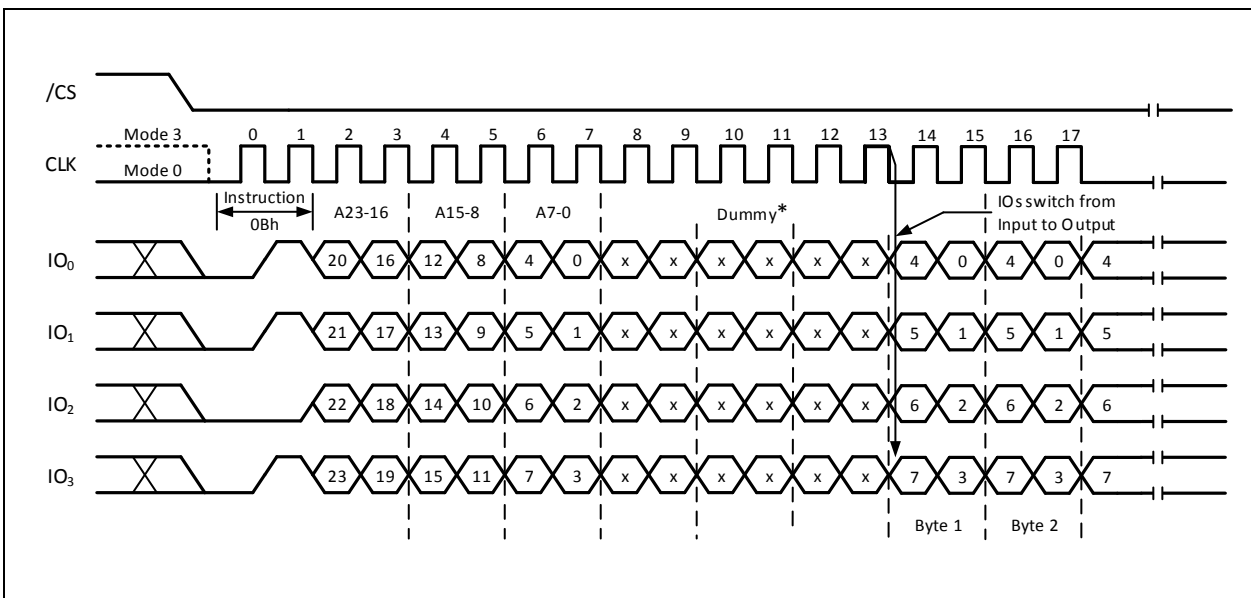 /CS
Mode 3
0 1 2 3 4 5 6 7 8 9 10 11 12 13 14 15 16 17
CLK
Mode 0
Instruction
0Bh
A23-16 A15-8 A7-0 Dummy*
IOs switch from
Input to Output
IO0 20 16 12 8 4 0 x x x x x x 4 0 4 0 4
IO1 21 17 13 9 5 1 x x x x x x 5 1 5 1 5
IO2 22 18 14 10 6 2 x x x x x x 6 2 6 2 6
IO3 23 19 15 11 7 3 x x x x x x 7 3 7 3 7
Byte 1 Byte 2